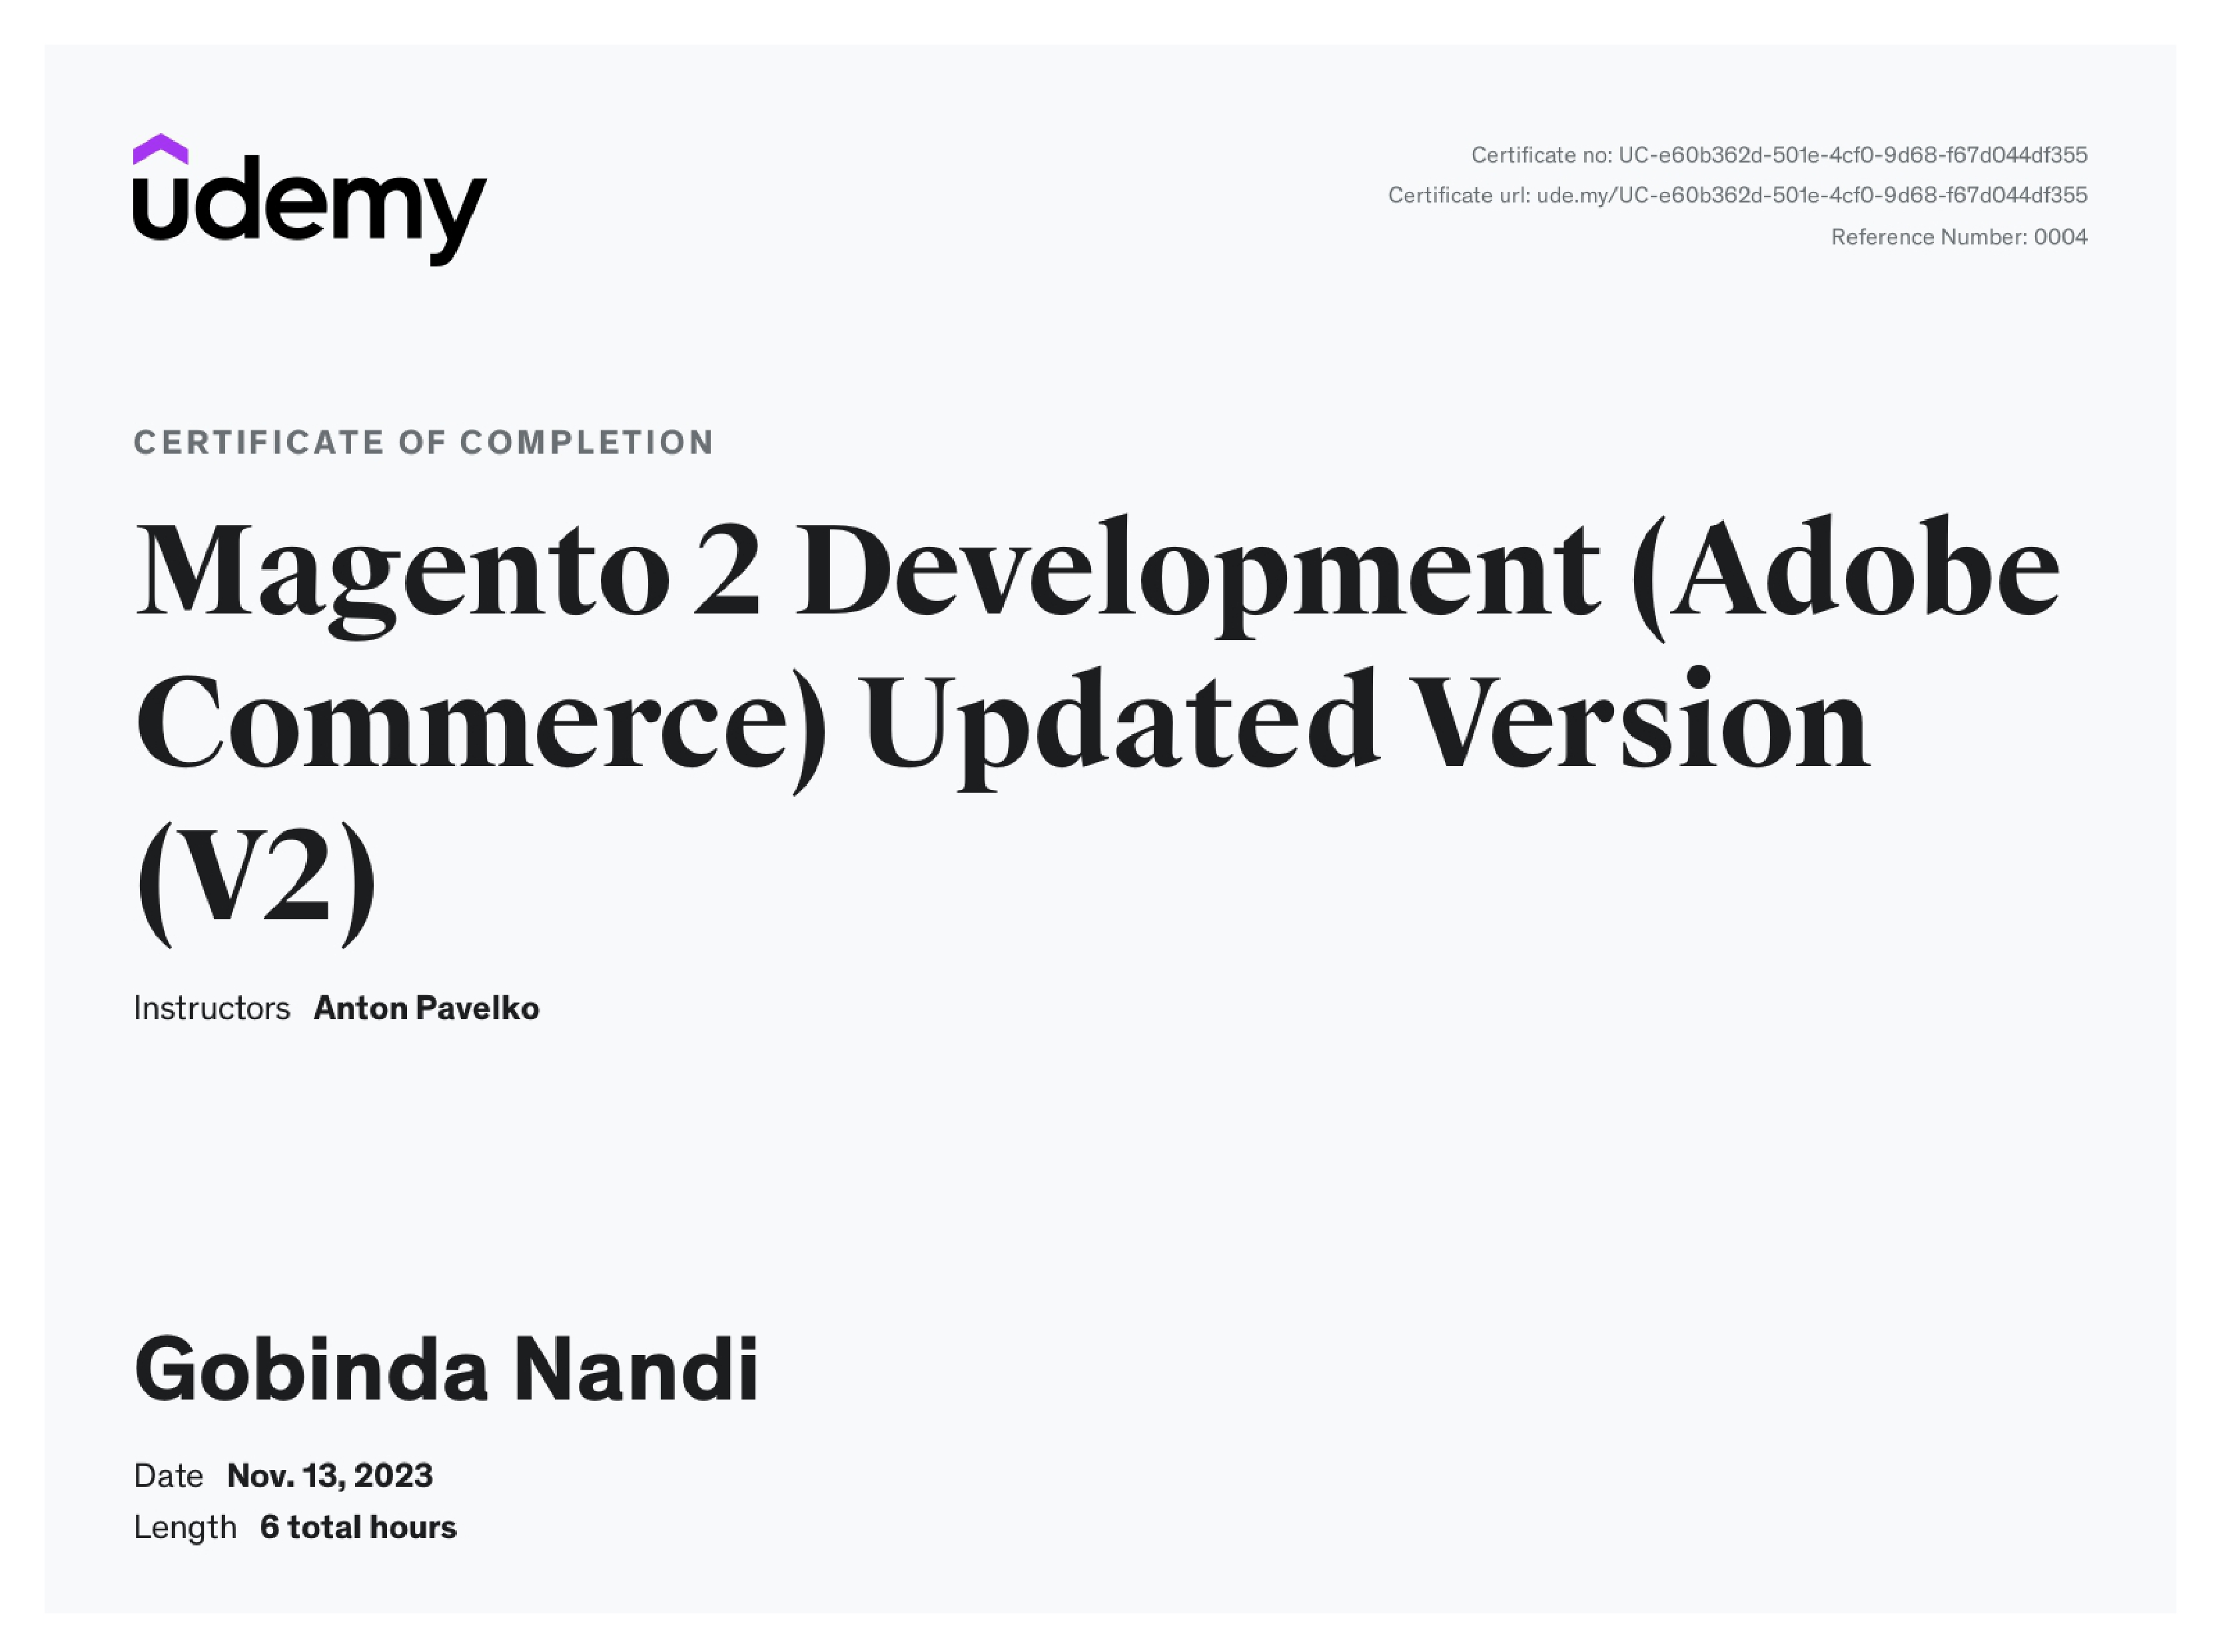 udemy
Certificate no: UC-e60b362d-501e-4cf0-9d68-f67d044df355
Certificate url: ude.my/UC-e60b362d-501e-4cf0-9d68-f67d044df355
Reference Number: 0004
CERTIFICATE OF COMPLETION
Magento 2 Development (Adobe
Commerce) Updated Version
(V2)
Instructors Anton Pavelko
Gobinda Nandi
Date Nov. 13, 2023
Length 6 total hours